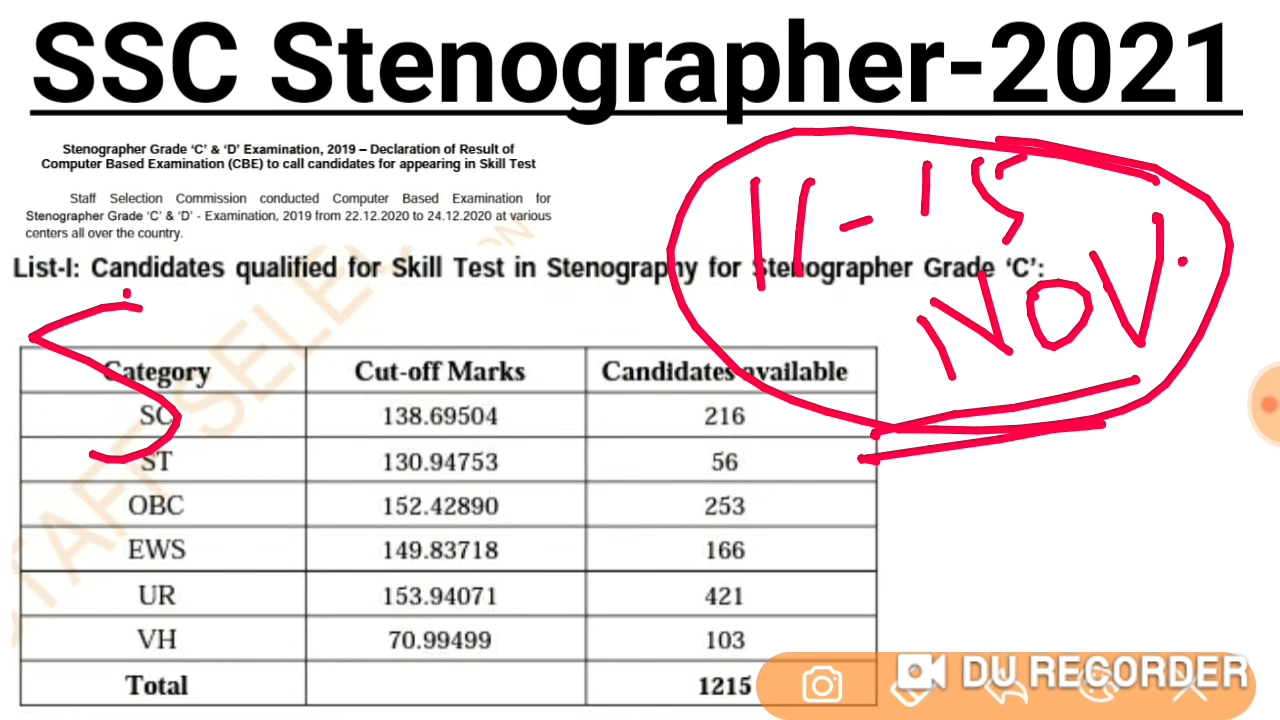 SSC Stenographer-2021
Stenographer Grade ‘C’ & ‘D’ Examination, 2019 – Declaration of Result of
Computer Based Examination (CBE) to call candidates for appearing in Skill Test
Staff Selection Commission conducted Computer Based Examination for
Stenographer Grade ‘C’ & ‘D’ - Examination, 2019 from 22.12.2020 to 24.12.2020 at various
centers all over the country.
11-15
NOV.
List-I: Candidates qualified for Skill Test in Stenography for Stenographer Grade ‘C’:
Category Cut-off Marks Candidates available
SC 138.69504 216
ST 130.94753 56
OBC 152.42890 253
EWS 149.83718 166
UR 153.94071 421
VH 70.99499 103
Total 1215
DU RECORDER